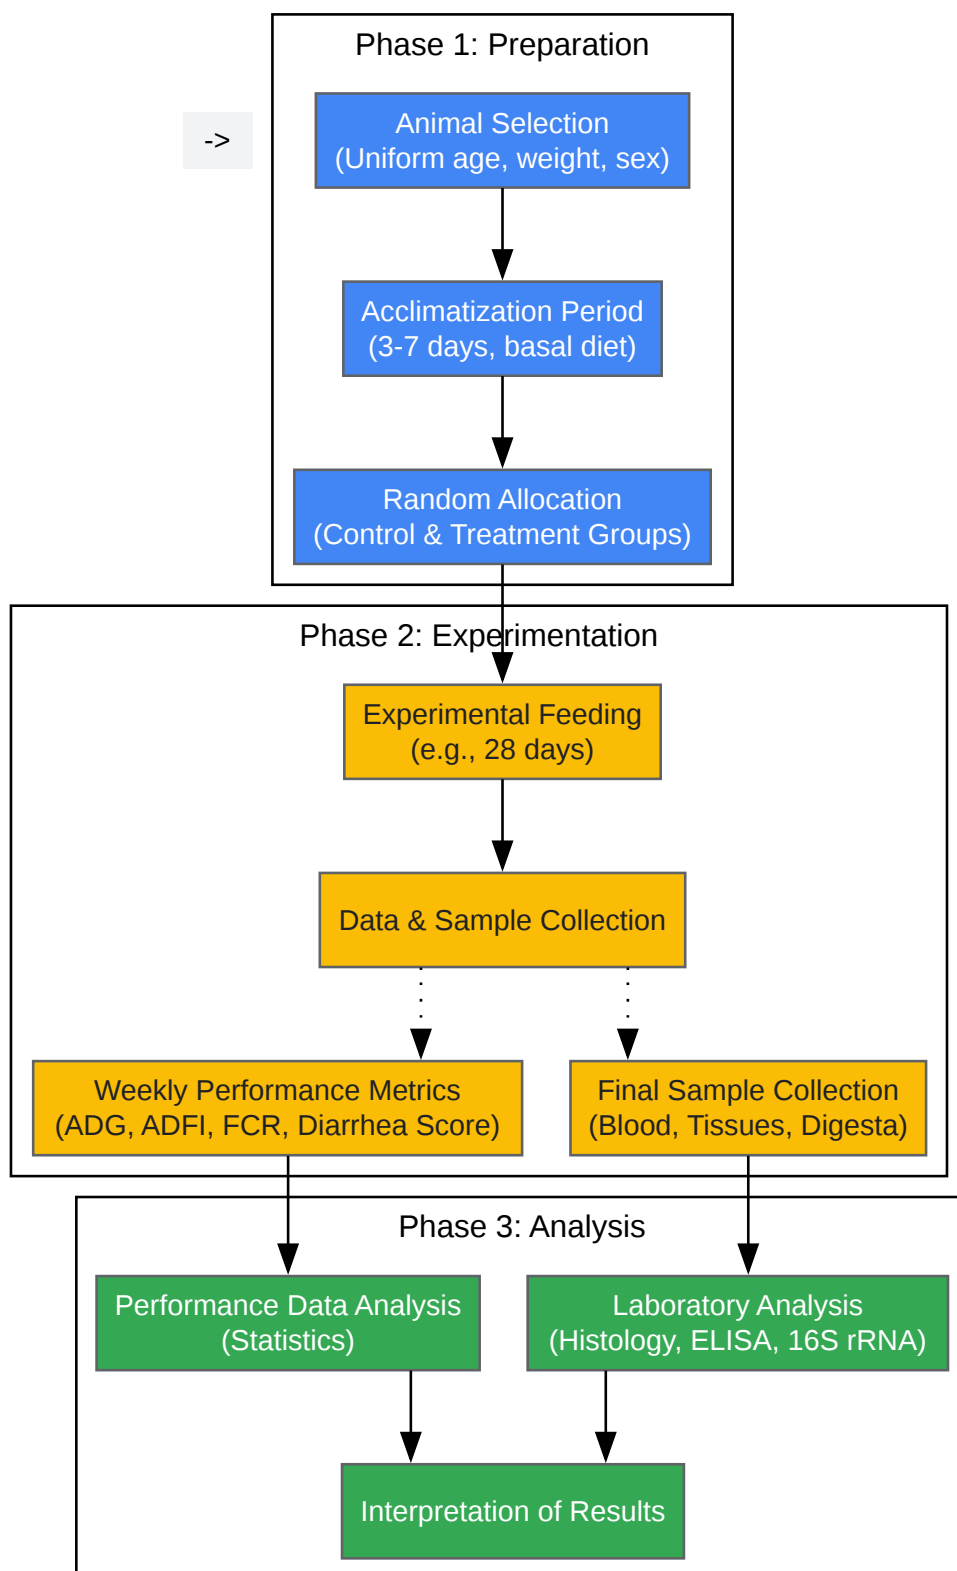 Phase 1: Preparation
->
Animal Selection
(Uniform age, weight, sex)
Acclimatization Period
(3-7 days, basal diet)
Random Allocation
(Control & Treatment Groups)
Phase 2: Experimentation
Experimental Feeding
(e.g., 28 days)
Data & Sample Collection
Weekly Performance Metrics
(ADG, ADFI, FCR, Diarrhea Score)
Final Sample Collection
(Blood, Tissues, Digesta)
Phase 3: Analysis
Performance Data Analysis
(Statistics)
Laboratory Analysis
(Histology, ELISA, 16S rRNA)
Interpretation of Results